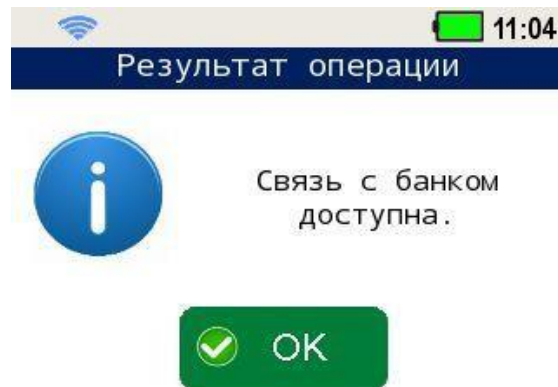 11:04
Результат операции
Связь с банком
доступна.
OK